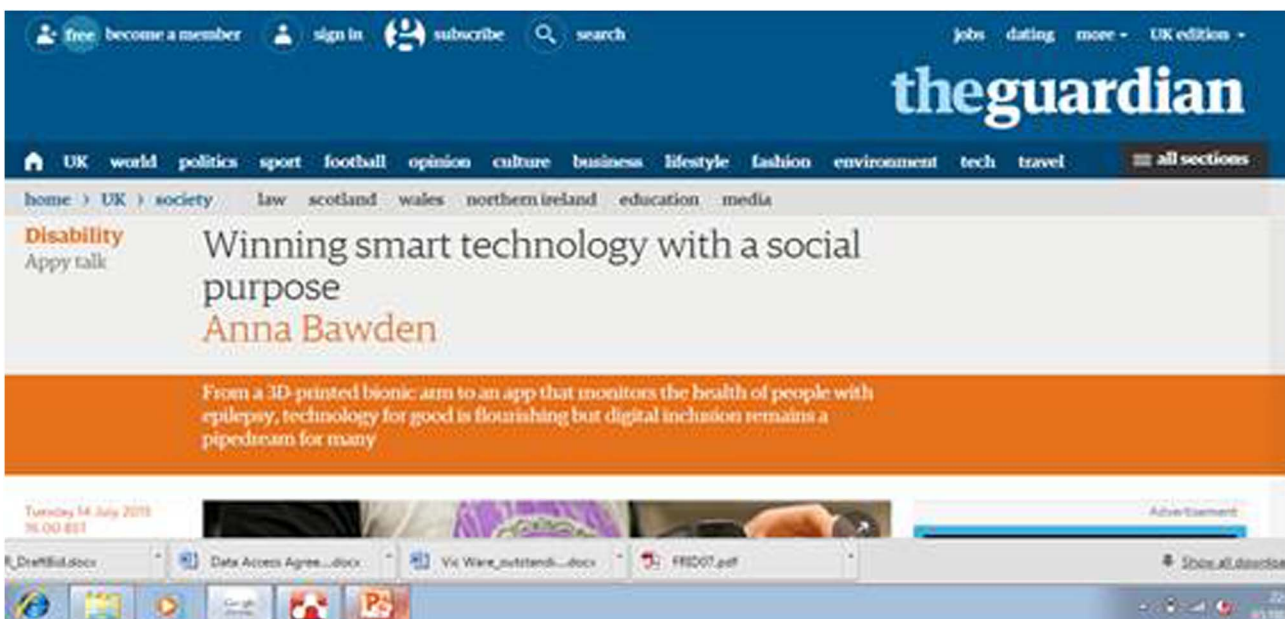 free become a member sign in subscribe search jobs dating more UK edition
theguardian
UK world politics sport football opinion culture business lifestyle fashion environment tech travel all sections
home › UK › society law scotland wales northern ireland education media
Disability
Appy talk
Winning smart technology with a social
purpose
Anna Bawden
From a 3D-printed bionic arm to an app that monitors the health of people with
epilepsy, technology for good is flourishing but digital inclusion remains a
pipedream for many
Tuesday 14 July 2015
16.00 BST
Advertisement
DraftBid.docx Data Access Agree...docx Vic Ware_outstandi...docx .pdf Show all